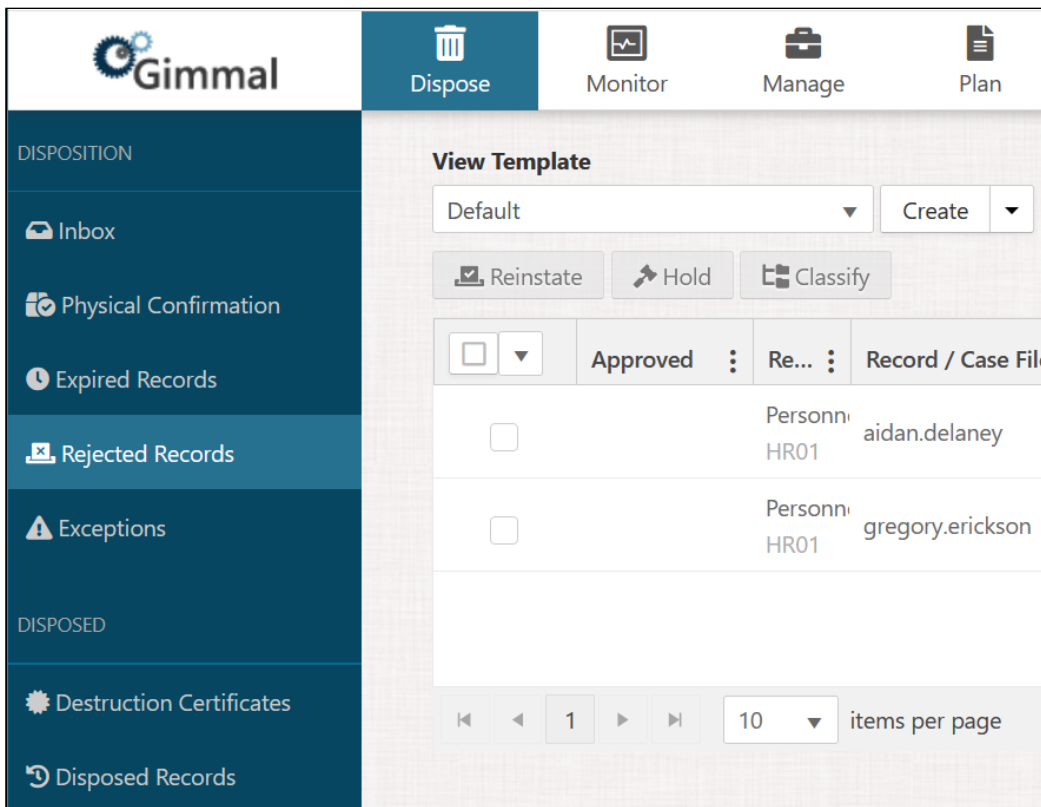 Gimmal
Dispose
Monitor
Manage
Plan
DISPOSITION
Inbox
Physical Confirmation
Expired Records
Rejected Records
Exceptions
DISPOSED
Destruction Certificates
Disposed Records
View Template
Default
Create
Reinstate Hold Classify
Approved Re... Record / Case File
Personn
HR01
aidan.delaney
Personn
HR01
gregory.erickson
1 10 items per page